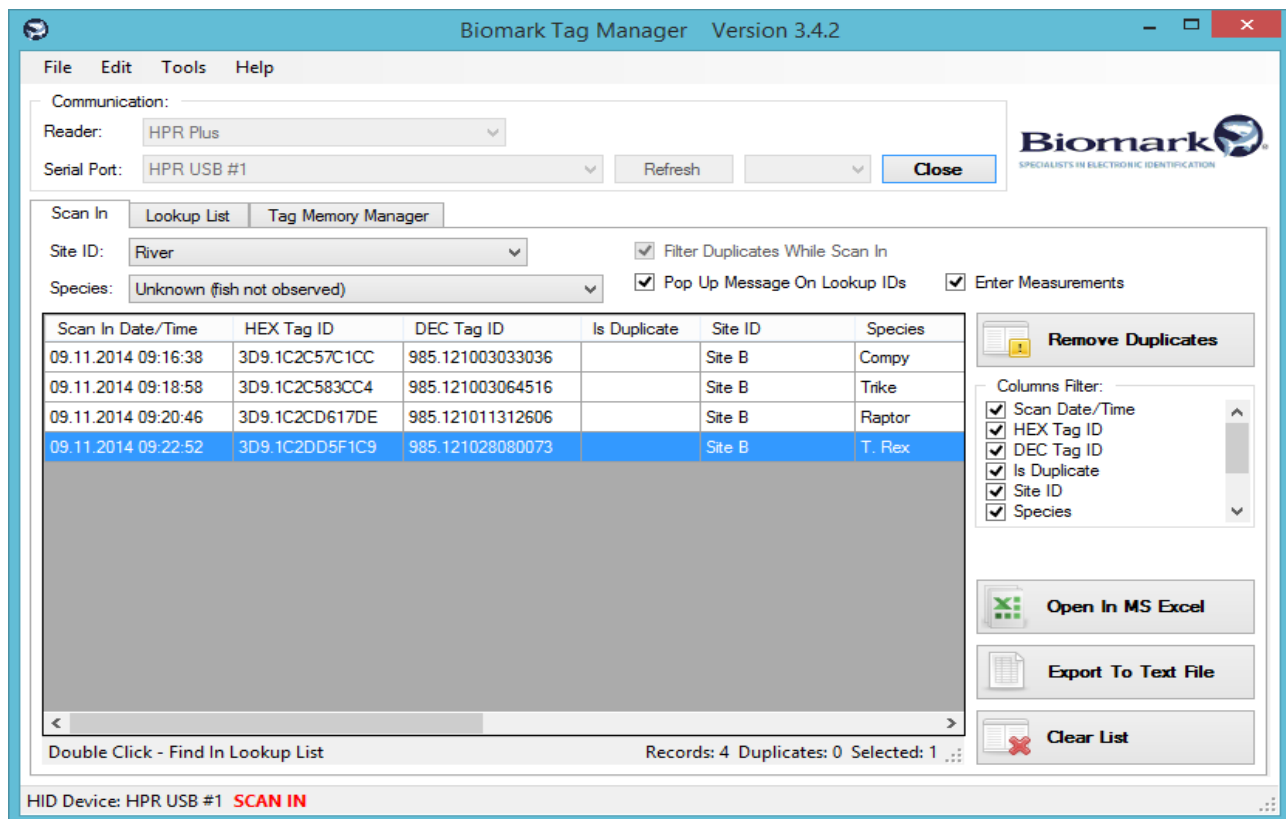 Biomark Tag Manager Version 3.4.2
File Edit Tools Help
Communication:
Reader: HPR Plus
Serial Port: HPR USB #1 Refresh Close
Biomark
SPECIALISTS IN ELECTRONIC IDENTIFICATION
Scan In Lookup List Tag Memory Manager
Site ID: River Filter Duplicates While Scan In
Species: Unknown (fish not observed) Pop Up Message On Lookup IDs Enter Measurements
Scan In Date/Time HEX Tag ID DEC Tag ID Is Duplicate Site ID Species
09.11.2014 09:16:38 3D9.1C2C57C1CC 985.121003033036 Site B Compy
09.11.2014 09:18:58 3D9.1C2C583CC4 985.121003064516 Site B Trike
09.11.2014 09:20:46 3D9.1C2CD617DE 985.121011312606 Site B Raptor
09.11.2014 09:22:52 3D9.1C2DD5F1C9 985.121028080073 Site B T. Rex
Remove Duplicates
Columns Filter:
Scan Date/Time
HEX Tag ID
DEC Tag ID
Is Duplicate
Site ID
Species
Open In MS Excel
Export To Text File
Clear List
Double Click - Find In Lookup List Records: 4 Duplicates: 0 Selected: 1
HID Device: HPR USB #1 SCAN IN